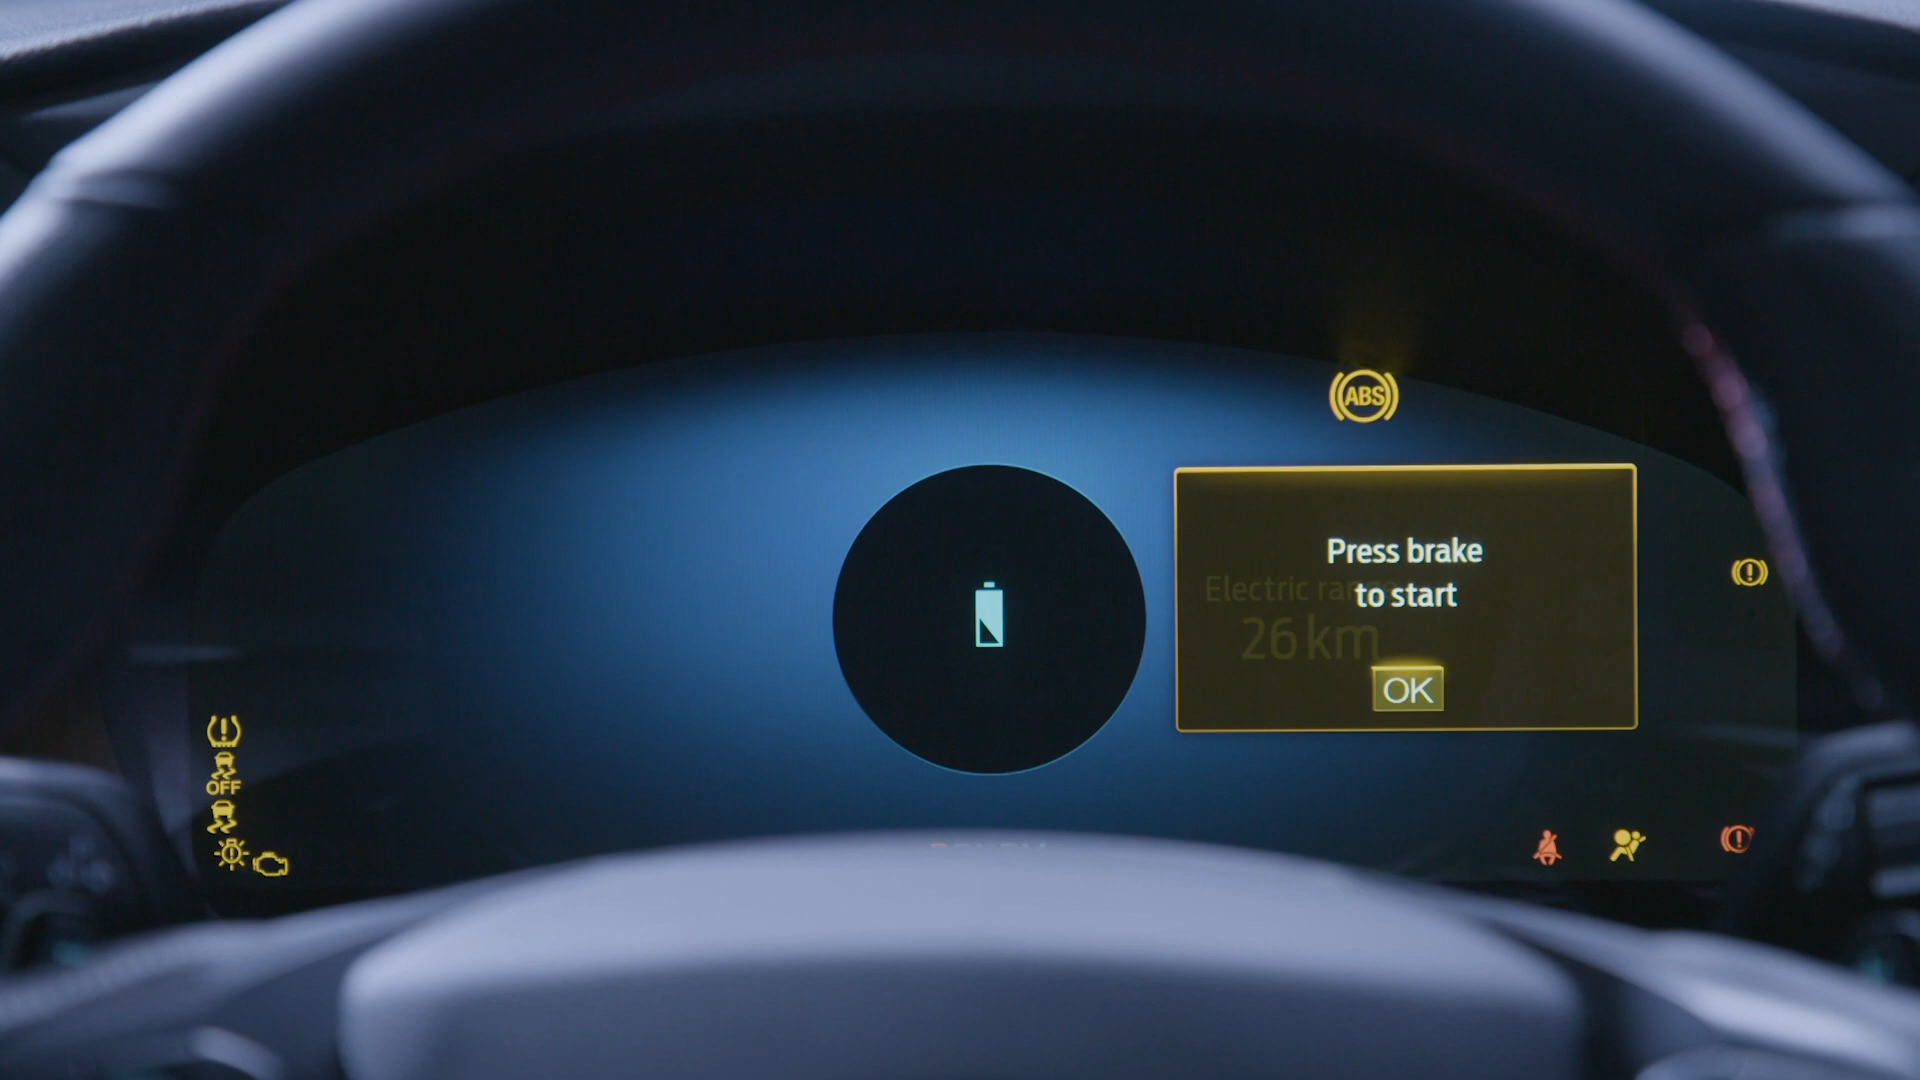 ABS
Press brake
to start
Electric range
26 km
OK
OFF